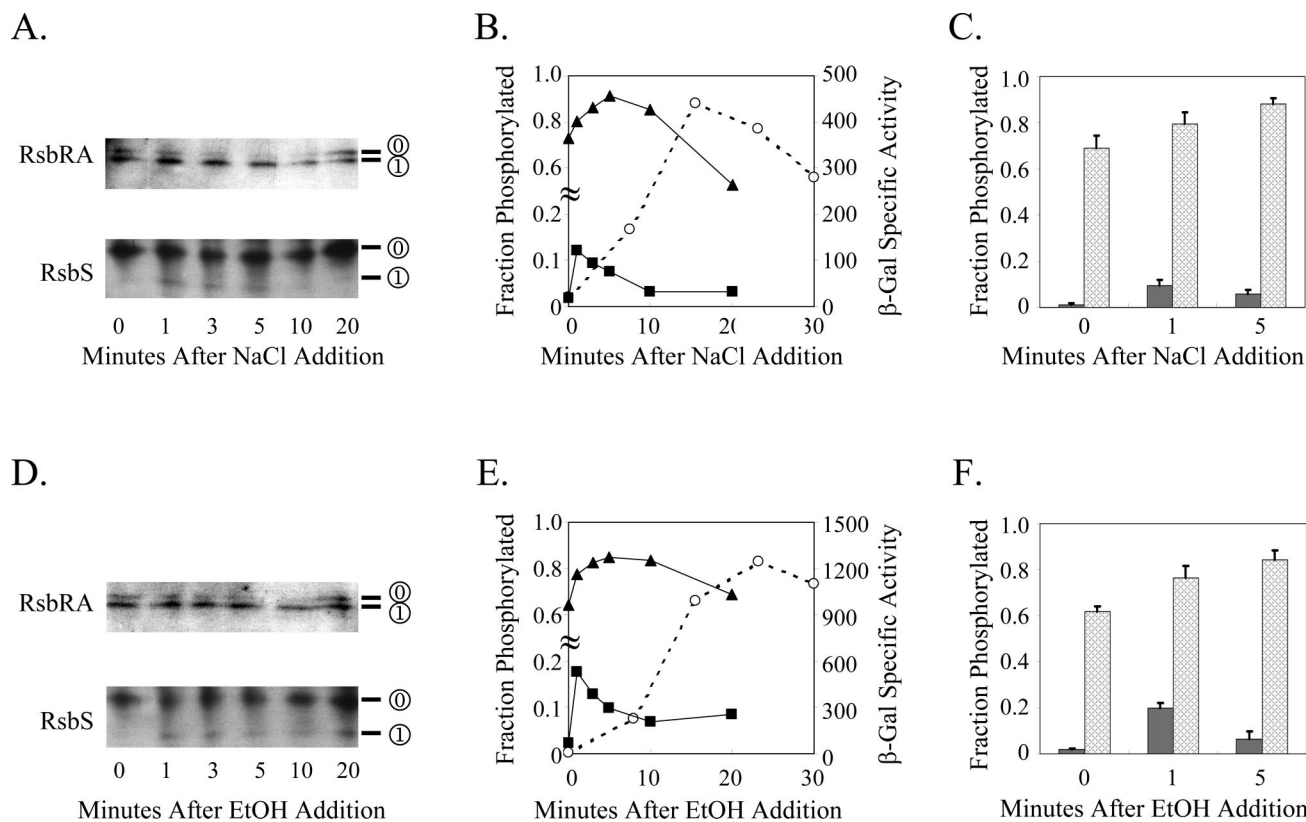 A.
RsbRA
⓪
①
RsbS
⓪
①
0 1 3 5 10 20
Minutes After NaCl Addition
B.
Fraction Phosphorylated
1.0
0.8
0.6
0.2
0.1
0
500
400
300
200
100
0
β-Gal Specific Activity
0 10 20 30
Minutes After NaCl Addition
C.
Fraction Phosphorylated
1.0
0.8
0.6
0.4
0.2
0
0 1 5
Minutes After NaCl Addition
D.
RsbRA
⓪
①
RsbS
⓪
①
0 1 3 5 10 20
Minutes After EtOH Addition
E.
Fraction Phosphorylated
1.0
0.8
0.6
0.2
0.1
0
1500
1200
900
600
300
0
β-Gal Specific Activity
0 10 20 30
Minutes After EtOH Addition
F.
Fraction Phosphorylated
1.0
0.8
0.6
0.4
0.2
0
0 1 5
Minutes After EtOH Addition